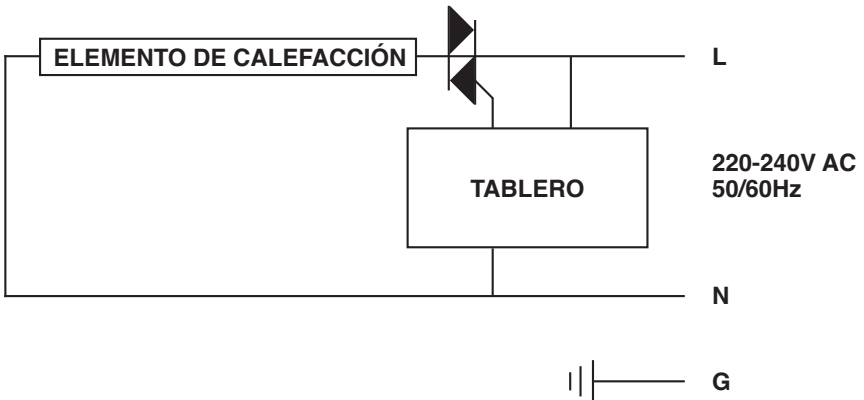 ELEMENTO DE CALEFACCIÓN
L
TABLERO
220-240V AC
50/60Hz
N
G